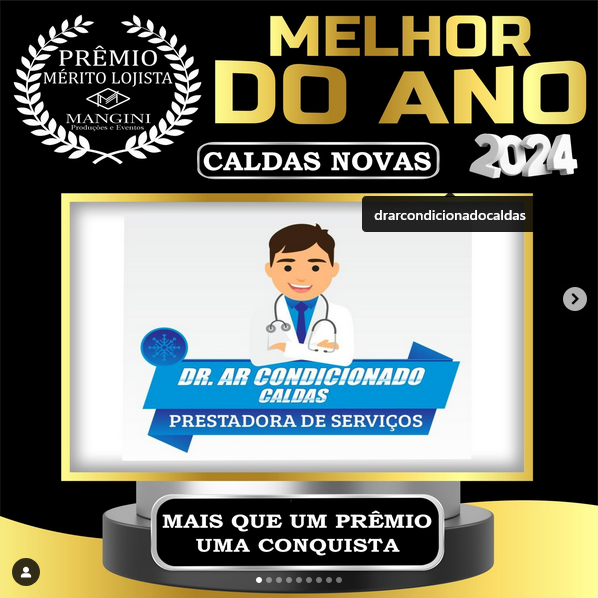 PRÊMIO
MÉRITO LOJISTA
MANGINI
Produções e Eventos
MELHOR
DO ANO
2024
CALDAS NOVAS
drarcondicionadocaldas
DR. AR CONDICIONADO
CALDAS
PRESTADORA DE SERVIÇOS
MAIS QUE UM PRÊMIO
UMA CONQUISTA